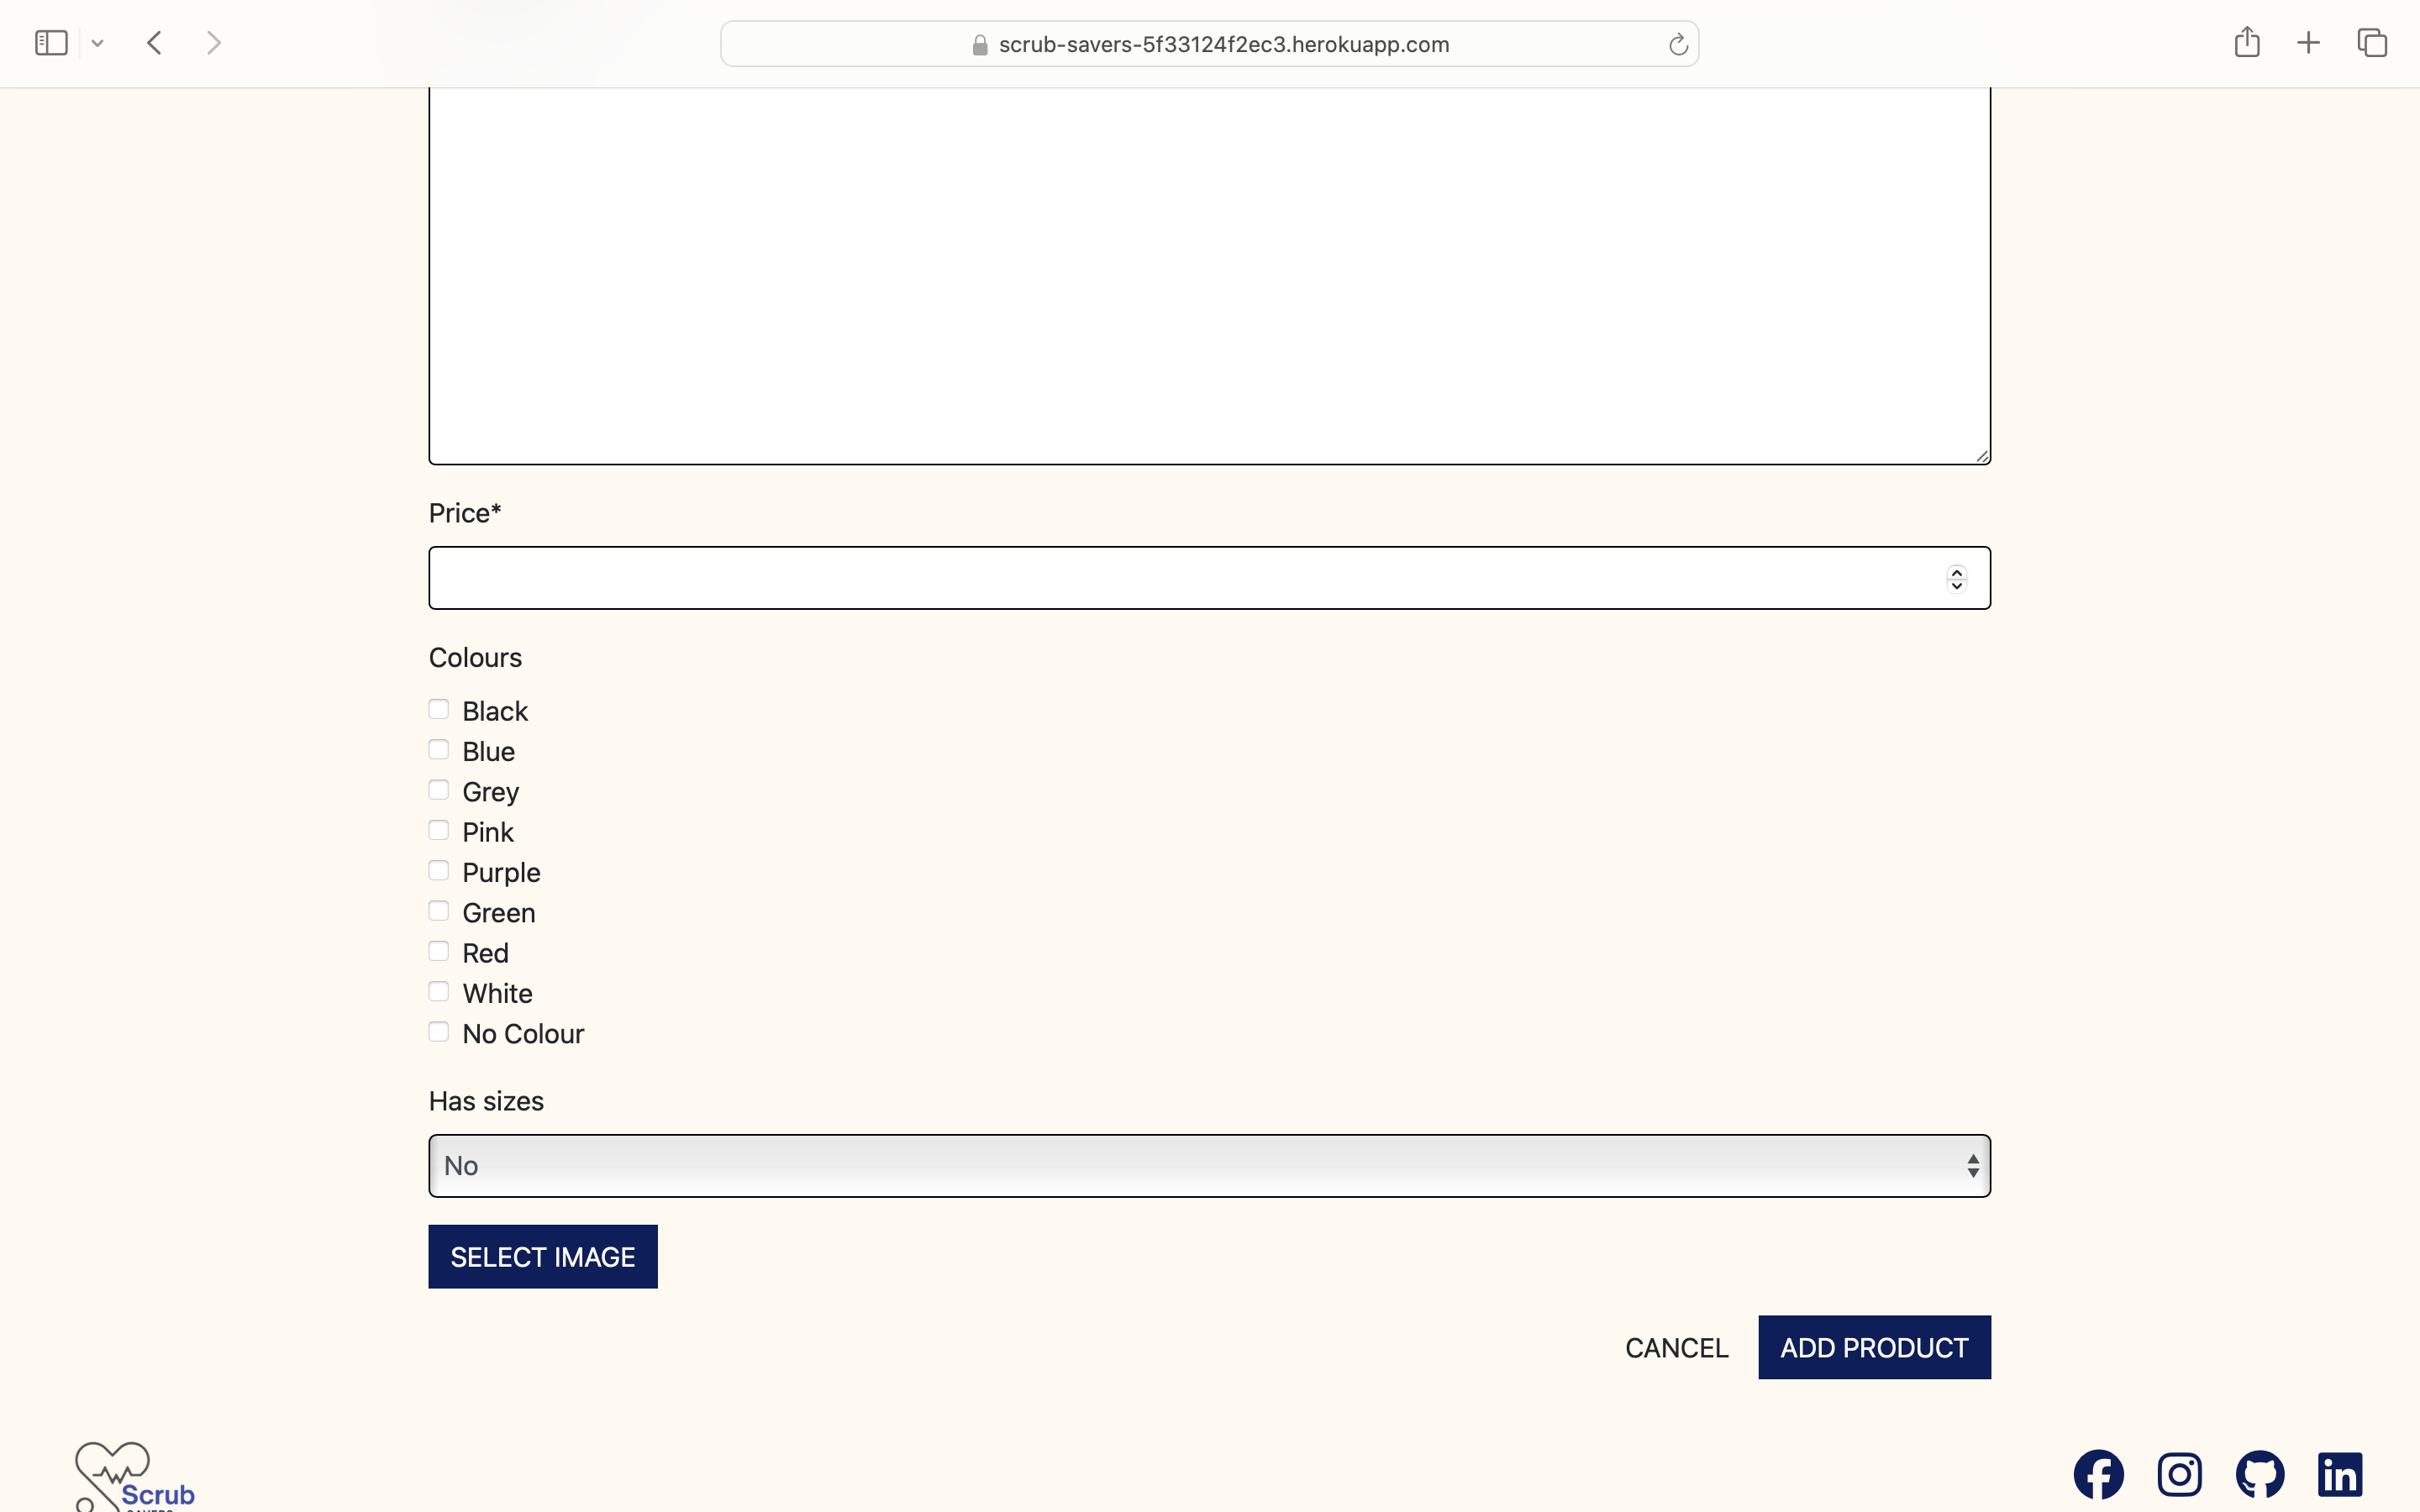 scrub-savers-5f33124f2ec3.herokuapp.com
Price*
Colours
Black
Blue
Grey
Pink
Purple
Green
Red
White
No Colour
Has sizes
No
SELECT IMAGE
CANCEL ADD PRODUCT
Scrub